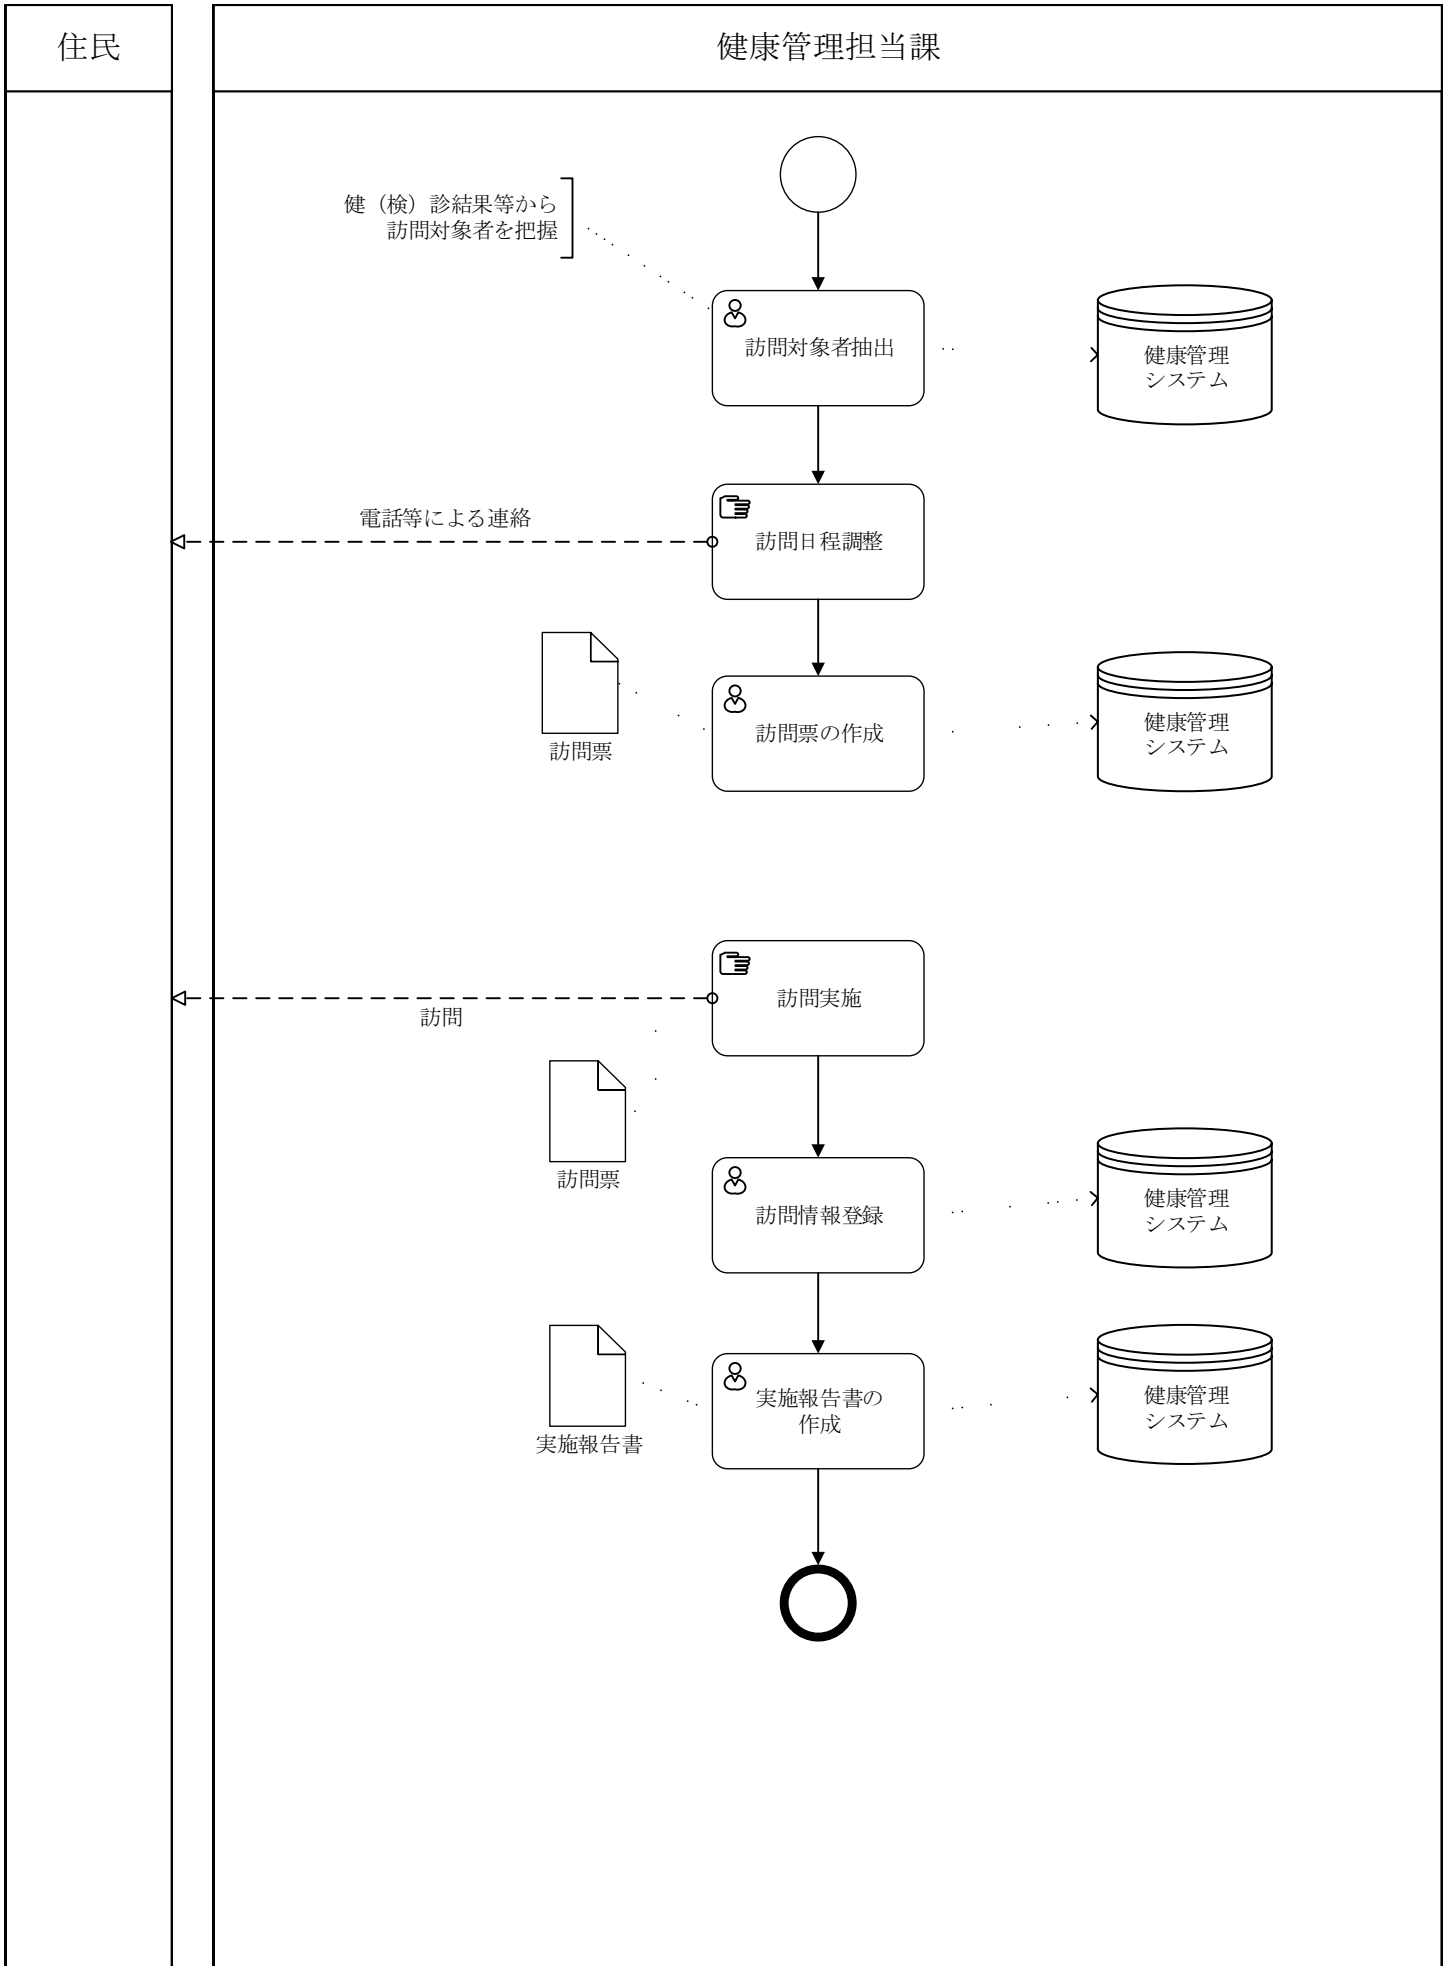 住民
健康管理担当課
健（検）診結果等から
訪問対象者を把握
訪問対象者抽出
健康管理
システム
電話等による連絡
訪問日程調整
訪問票
訪問票の作成
健康管理
システム
訪問実施
訪問
訪問票
訪問情報登録
健康管理
システム
実施報告書
実施報告書の
作成
健康管理
システム